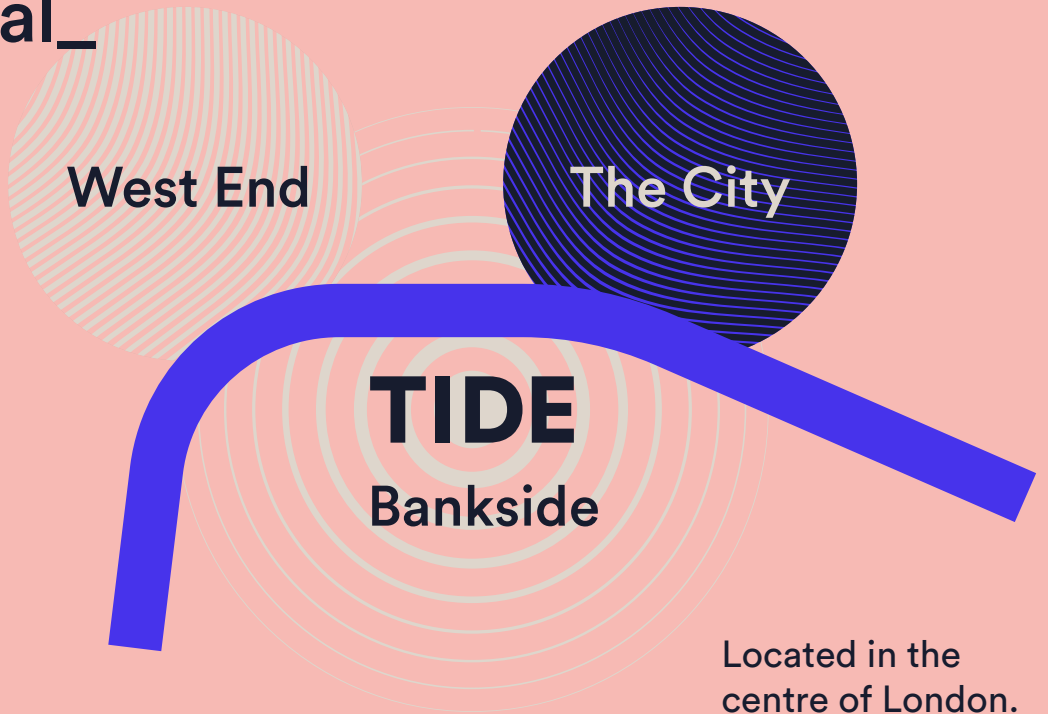 al_
West End
The City
TIDE
Bankside
Located in the
centre of London.